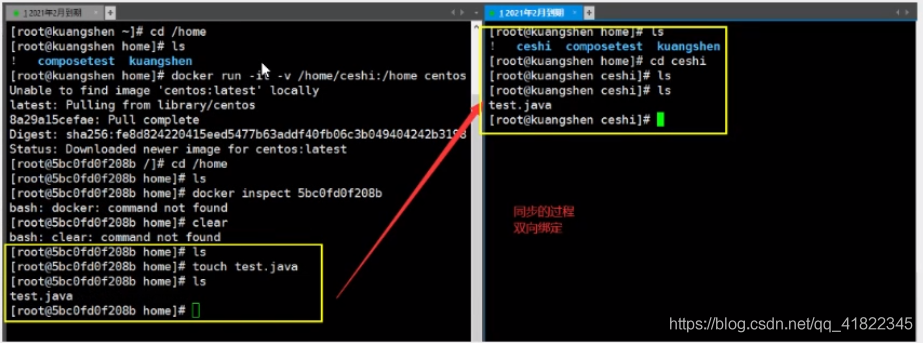 1 2021年2月到期
[root@kuangshen ~]# cd /home
[root@kuangshen home]# ls
! composetest kuangshen
[root@kuangshen home]# docker run -it -v /home/ceshi:/home centos
Unable to find image 'centos:latest' locally
latest: Pulling from library/centos
8a29a15cefae: Pull complete
Digest: sha256:fe8d824220415eed5477b63addf40fb06c3b049404242b31982106ac204f6700
Status: Downloaded newer image for centos:latest
[root@5bc0fd0f208b /]# cd /home
[root@5bc0fd0f208b home]# ls
[root@5bc0fd0f208b home]# docker inspect 5bc0fd0f208b
bash: docker: command not found
[root@5bc0fd0f208b home]# clear
bash: clear: command not found
[root@5bc0fd0f208b home]# ls
[root@5bc0fd0f208b home]# touch test.java
[root@5bc0fd0f208b home]# ls
test.java
[root@5bc0fd0f208b home]#
1 2021年2月到期
[root@kuangshen home]# ls
! ceshi composetest kuangshen
[root@kuangshen home]# cd ceshi
[root@kuangshen ceshi]# ls
[root@kuangshen ceshi]# ls
test.java
[root@kuangshen ceshi]#
同步的过程
双向绑定
https://blog.csdn.net/qq_41822345